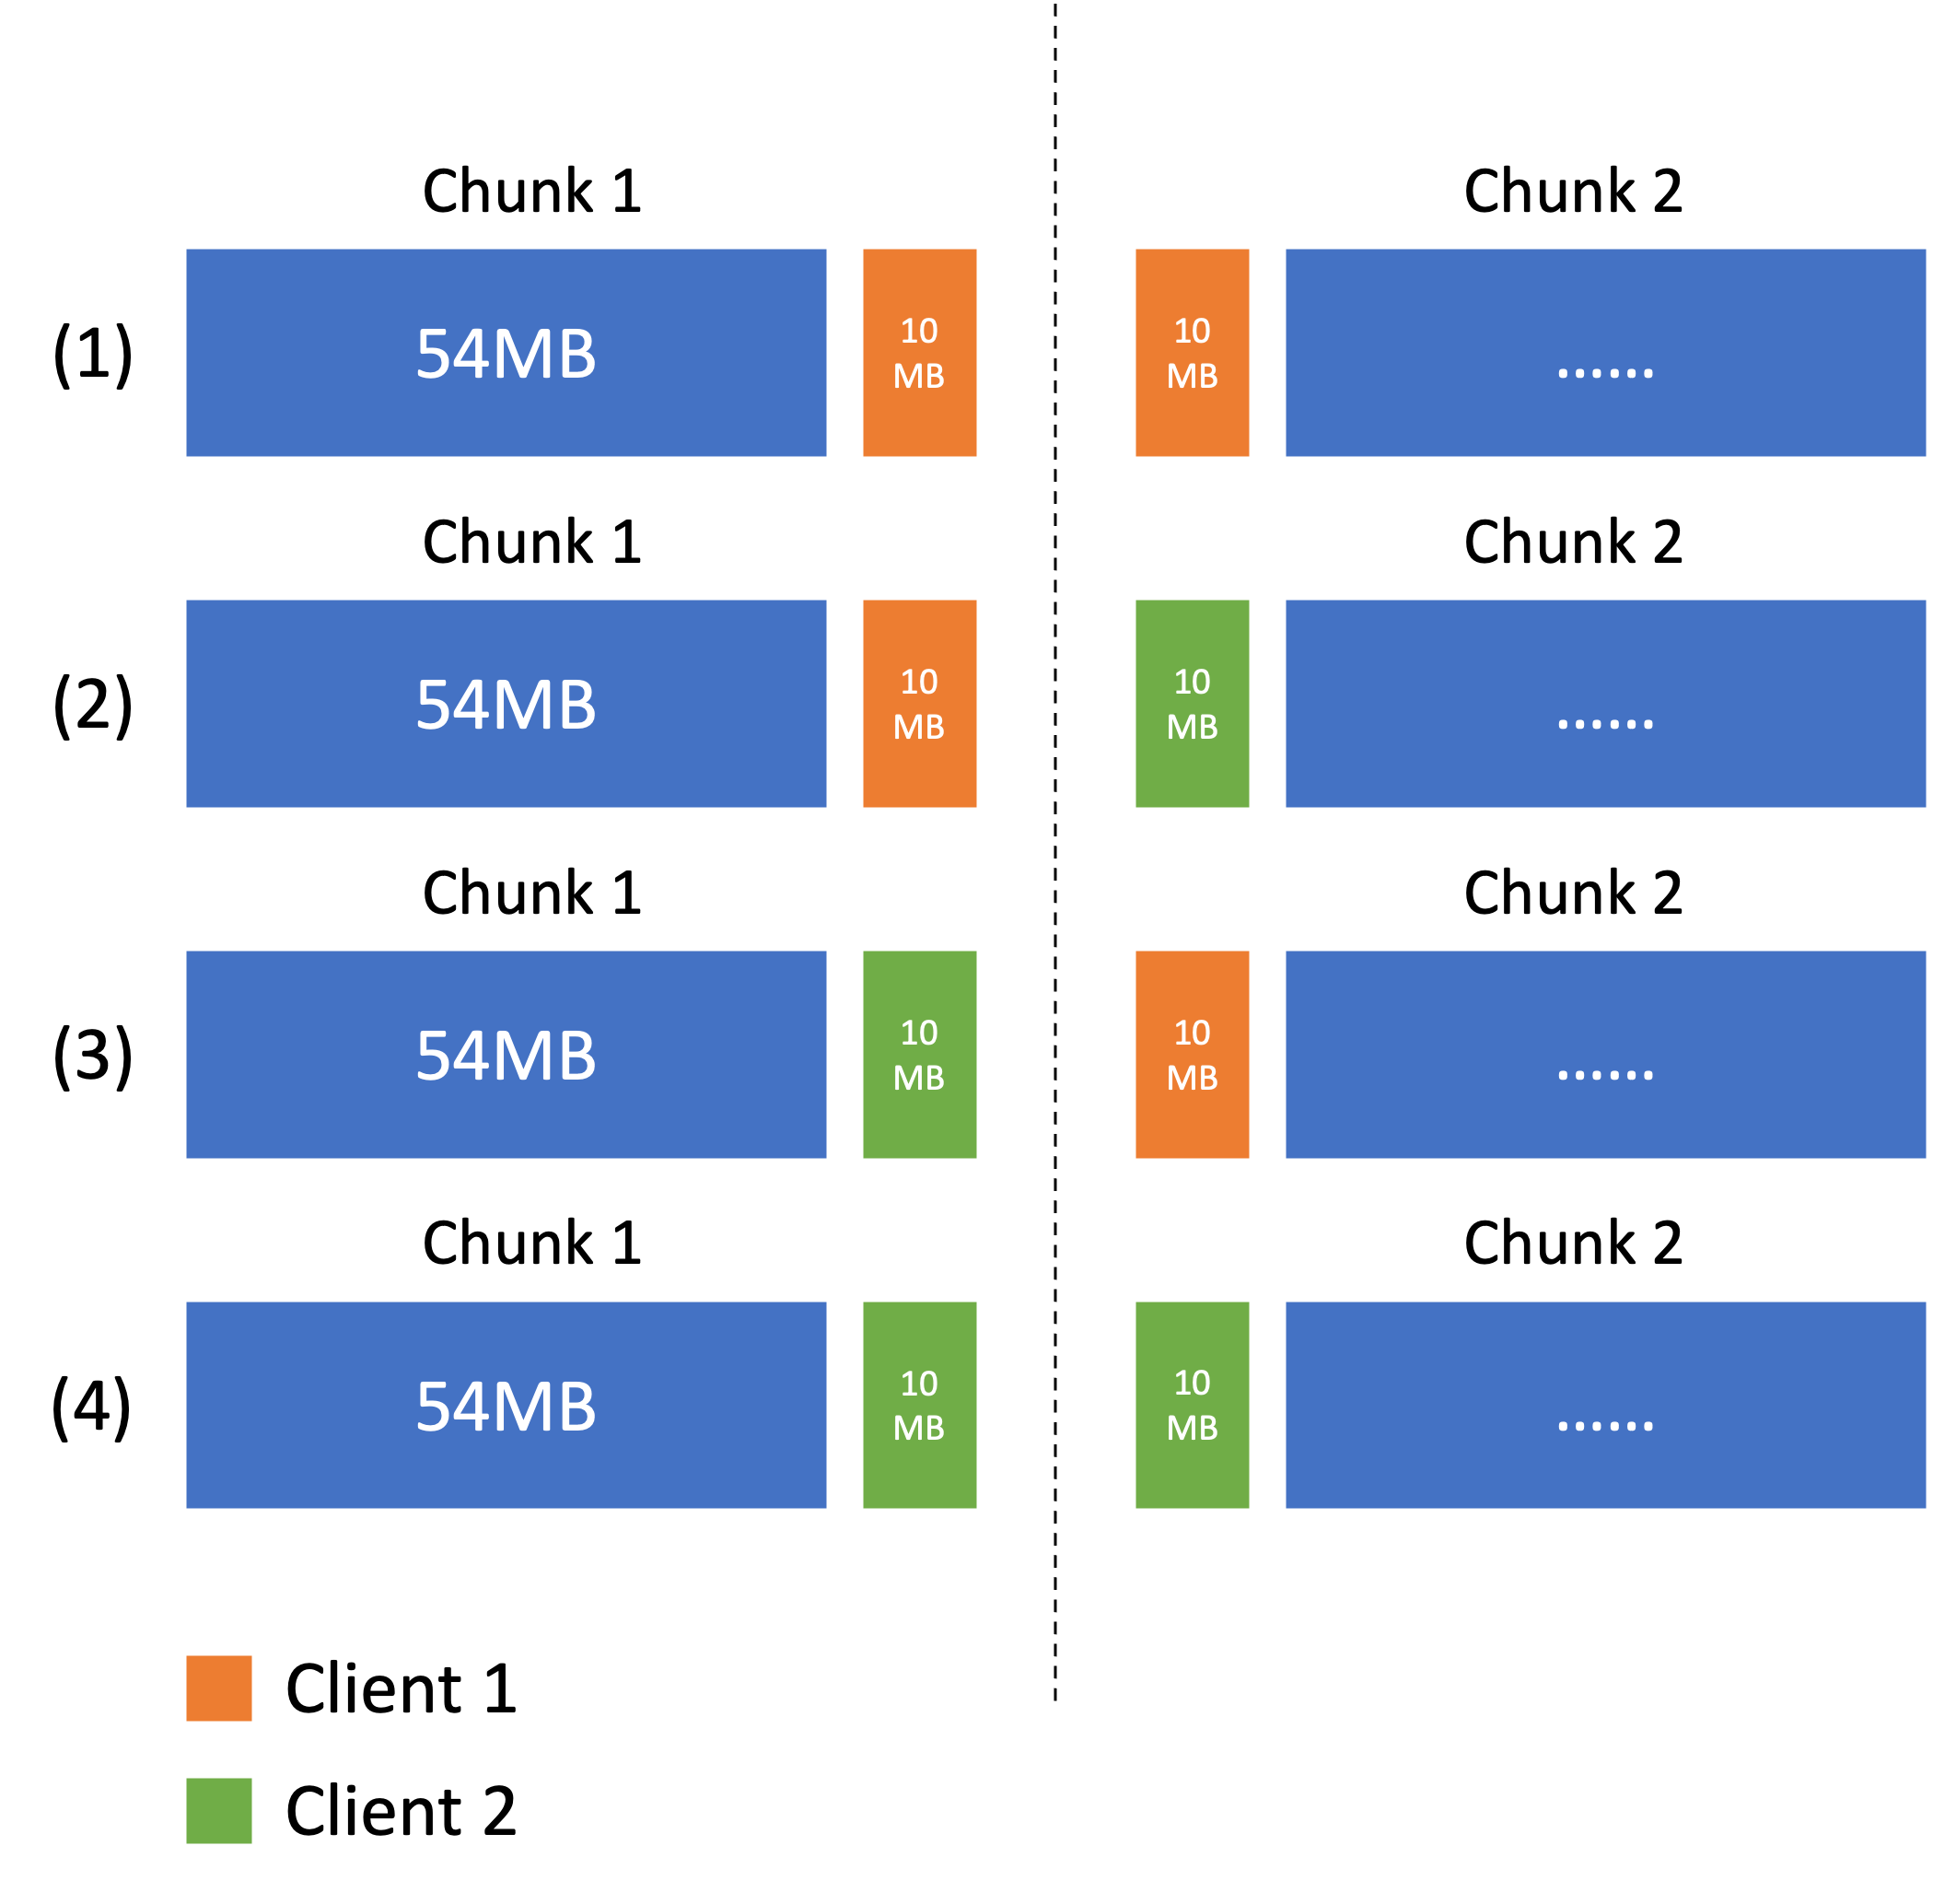 Chunk 1
Chunk 2
(1)
54MB
10
MB
10
MB
......
Chunk 1
Chunk 2
(2)
54MB
10
MB
10
MB
......
Chunk 1
Chunk 2
(3)
54MB
10
MB
10
MB
......
Chunk 1
Chunk 2
(4)
54MB
10
MB
10
MB
......
Client 1
Client 2